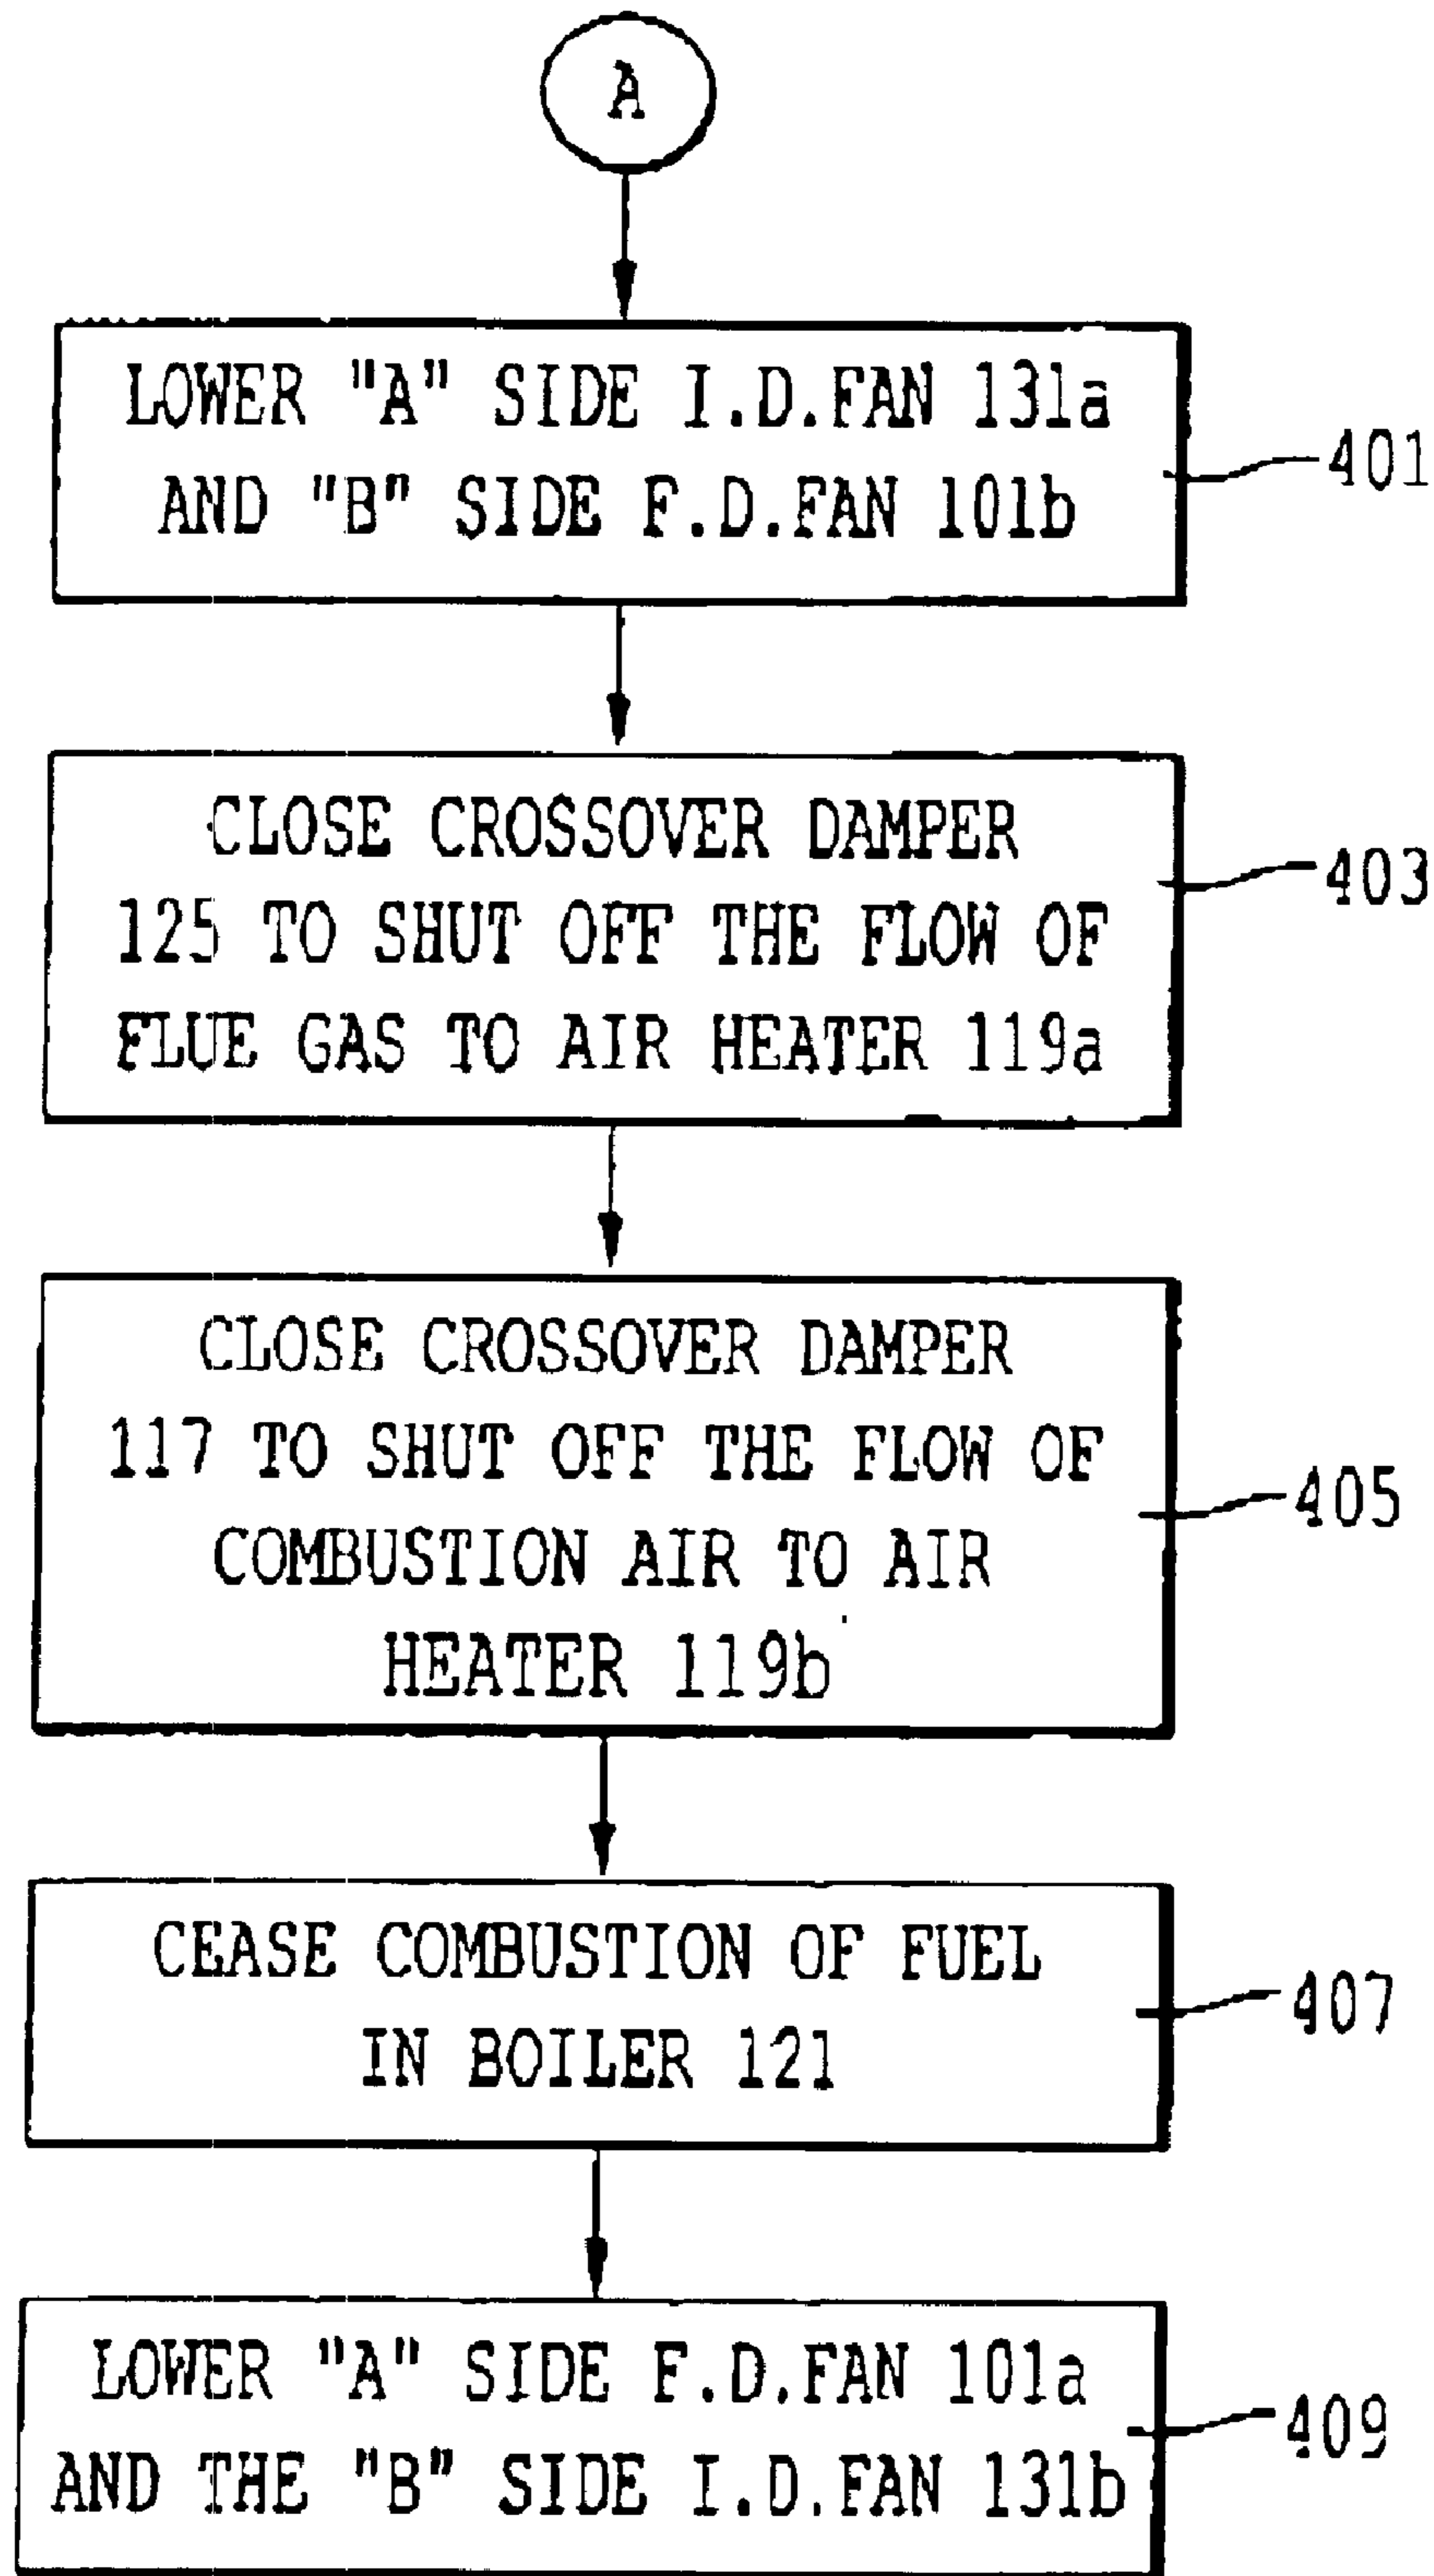 A
LOWER "A" SIDE I.D.FAN 131a
AND "B" SIDE F.D.FAN 101b
401
CLOSE CROSSOVER DAMPER
125 TO SHUT OFF THE FLOW OF
FLUE GAS TO AIR HEATER 119a
403
CLOSE CROSSOVER DAMPER
117 TO SHUT OFF THE FLOW OF
COMBUSTION AIR TO AIR
HEATER 119b
405
CEASE COMBUSTION OF FUEL
IN BOILER 121
407
LOWER "A" SIDE F.D.FAN 101a
AND THE "B" SIDE I.D.FAN 131b
409